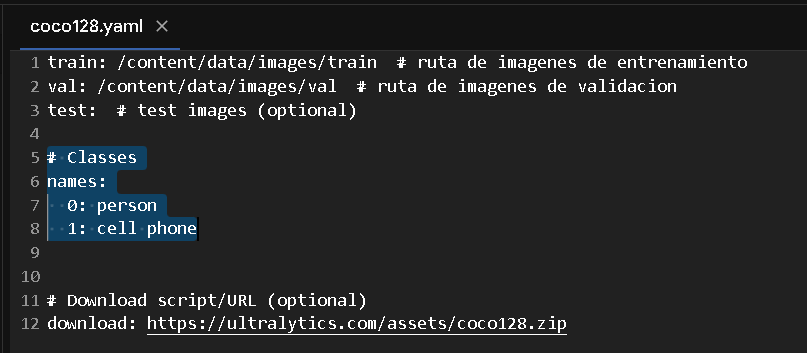 coco128.yaml ×
1 train: /content/data/images/train  # ruta de imagenes de entrenamiento
2 val: /content/data/images/val  # ruta de imagenes de validacion
3 test:  # test images (optional)
4
5 # Classes
6 names:
7   0: person
8   1: cell phone
9
10
11 # Download script/URL (optional)
12 download: https://ultralytics.com/assets/coco128.zip